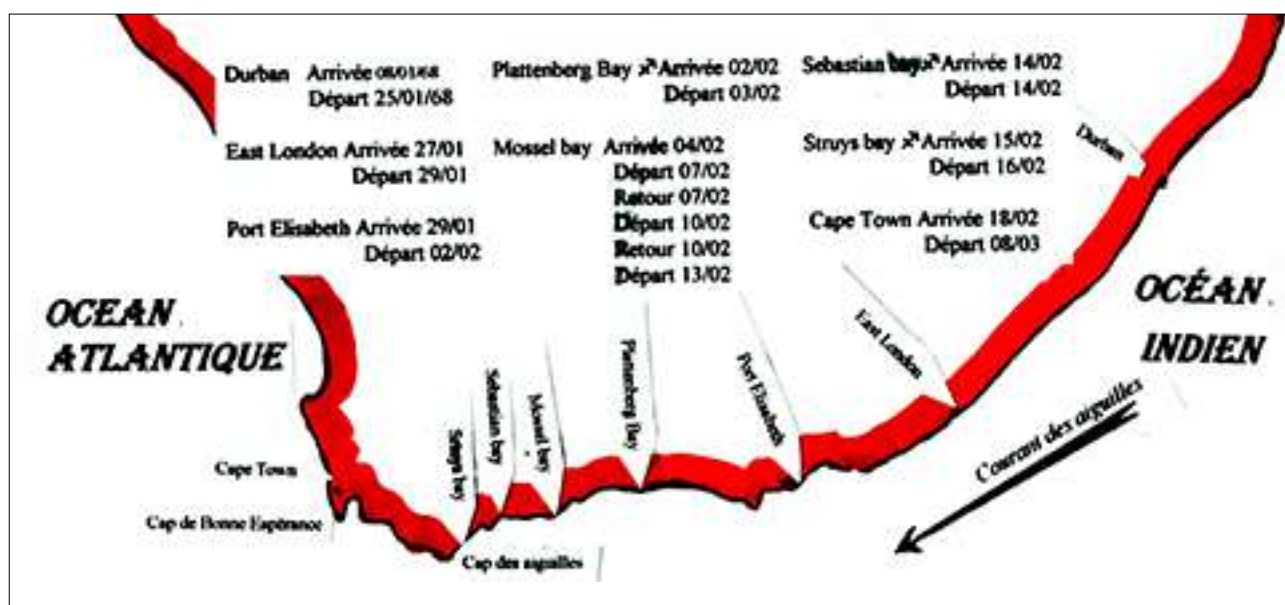 Durban Arrivée 08/01/68
Départ 25/01/68
East London Arrivée 27/01
Départ 29/01
Port Elisabeth Arrivée 29/01
Départ 02/02
Plattenberg Bay Arrivée 02/02
Départ 03/02
Mossel bay Arrivée 04/02
Départ 07/02
Retour 07/02
Départ 10/02
Retour 10/02
Départ 13/02
Sebastian bay Arrivée 14/02
Départ 14/02
Struys bay Arrivée 15/02
Départ 16/02
Cape Town Arrivée 18/02
Départ 08/03
Durban
OCEAN
ATLANTIQUE
OCÉAN
INDIEN
East London
Port Elisabeth
Plattenberg Bay
Mossel bay
Sebastian bay
Struys bay
Courant des aiguilles
Cape Town
Cap de Bonne Espérance
Cap des aiguilles